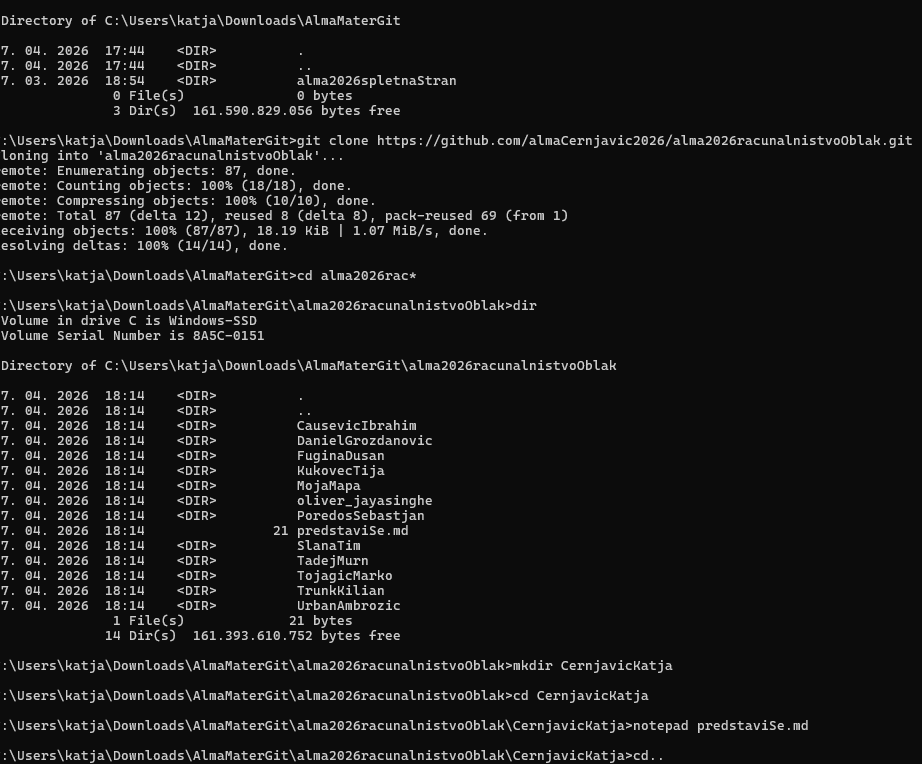 Directory of C:\Users\katja\Downloads\AlmaMaterGit
7. 04. 2026  17:44    <DIR>          .
7. 04. 2026  17:44    <DIR>          ..
7. 03. 2026  18:54    <DIR>          alma2026spletnaStran
0 File(s)              0 bytes
3 Dir(s)  161.590.829.056 bytes free
:\Users\katja\Downloads\AlmaMaterGit>git clone https://github.com/almaCernjavic2026/alma2026racunalnistvoOblak.git
loning into 'alma2026racunalnistvoOblak'...
emote: Enumerating objects: 87, done.
emote: Counting objects: 100% (18/18), done.
emote: Compressing objects: 100% (10/10), done.
emote: Total 87 (delta 12), reused 8 (delta 8), pack-reused 69 (from 1)
eceiving objects: 100% (87/87), 18.19 KiB | 1.07 MiB/s, done.
esolving deltas: 100% (14/14), done.
:\Users\katja\Downloads\AlmaMaterGit>cd alma2026rac*
:\Users\katja\Downloads\AlmaMaterGit\alma2026racunalnistvoOblak>dir
Volume in drive C is Windows-SSD
Volume Serial Number is 8A5C-0151
Directory of C:\Users\katja\Downloads\AlmaMaterGit\alma2026racunalnistvoOblak
7. 04. 2026  18:14    <DIR>          .
7. 04. 2026  18:14    <DIR>          ..
7. 04. 2026  18:14    <DIR>          CausevicIbrahim
7. 04. 2026  18:14    <DIR>          DanielGrozdanovic
7. 04. 2026  18:14    <DIR>          FuginaDusan
7. 04. 2026  18:14    <DIR>          KukovecTija
7. 04. 2026  18:14    <DIR>          MojaMapa
7. 04. 2026  18:14    <DIR>          oliver_jayasinghe
7. 04. 2026  18:14    <DIR>          PoredosSebastjan
7. 04. 2026  18:14                21 predstaviSe.md
7. 04. 2026  18:14    <DIR>          SlanaTim
7. 04. 2026  18:14    <DIR>          TadejMurn
7. 04. 2026  18:14    <DIR>          TojagicMarko
7. 04. 2026  18:14    <DIR>          TrunkKilian
7. 04. 2026  18:14    <DIR>          UrbanAmbrozic
1 File(s)             21 bytes
14 Dir(s)  161.393.610.752 bytes free
:\Users\katja\Downloads\AlmaMaterGit\alma2026racunalnistvoOblak>mkdir CernjavicKatja
:\Users\katja\Downloads\AlmaMaterGit\alma2026racunalnistvoOblak>cd CernjavicKatja
:\Users\katja\Downloads\AlmaMaterGit\alma2026racunalnistvoOblak\CernjavicKatja>notepad predstaviSe.md
:\Users\katja\Downloads\AlmaMaterGit\alma2026racunalnistvoOblak\CernjavicKatja>cd..